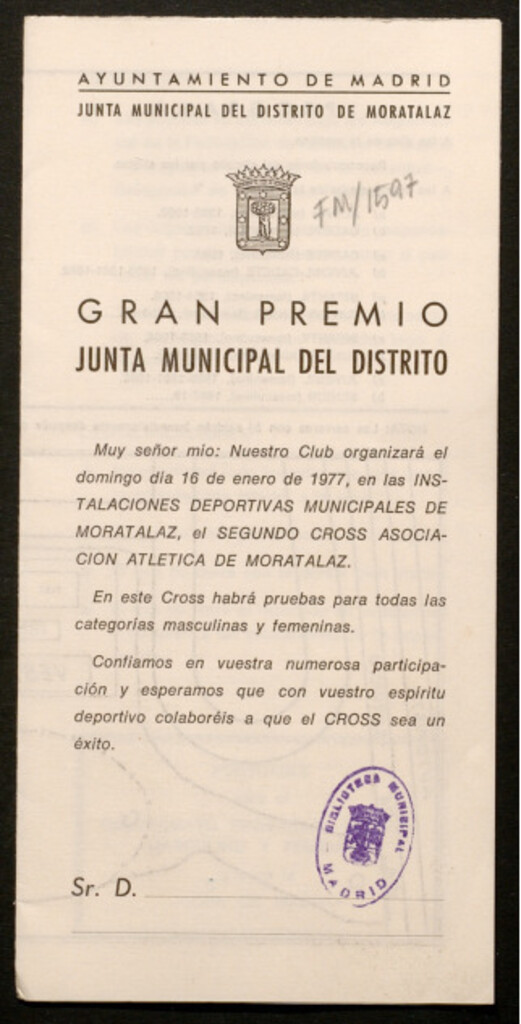 AYUNTAMIENTO DE MADRID
JUNTA MUNICIPAL DEL DISTRITO DE MORATALAZ
FM/1597
GRAN PREMIO
JUNTA MUNICIPAL DEL DISTRITO
Muy señor mio: Nuestro Club organizará el
domingo dia 16 de enero de 1977, en las INS-
TALACIONES DEPORTIVAS MUNICIPALES DE
MORATALAZ, el SEGUNDO CROSS ASOCIA-
CION ATLETICA DE MORATALAZ.
En este Cross habrá pruebas para todas las
categorías masculinas y femeninas.
Confiamos en vuestra numerosa participa-
ción y esperamos que con vuestro espíritu
deportivo colaboréis a que el CROSS sea un
éxito.
BIBLIOTECA MUNICIPAL
MADRID
Sr. D.